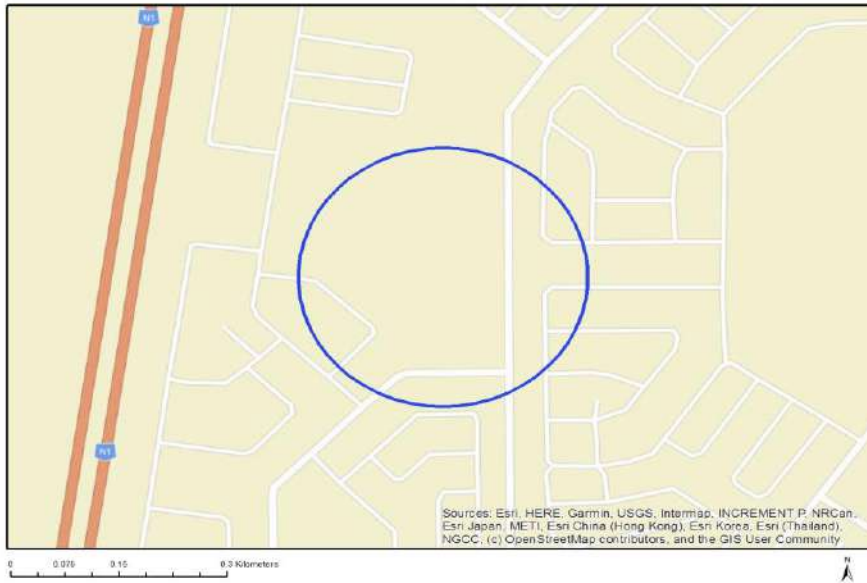 N1
N1
Sources: Esri, HERE, Garmin, USGS, Intermap, INCREMENT P, NRCan,
Esri Japan, METI, Esri China (Hong Kong), Esri Korea, Esri (Thailand),
NGCC, (c) OpenStreetMap contributors, and the GIS User Community
0 0.075 0.15 0.3 Kilometers
N